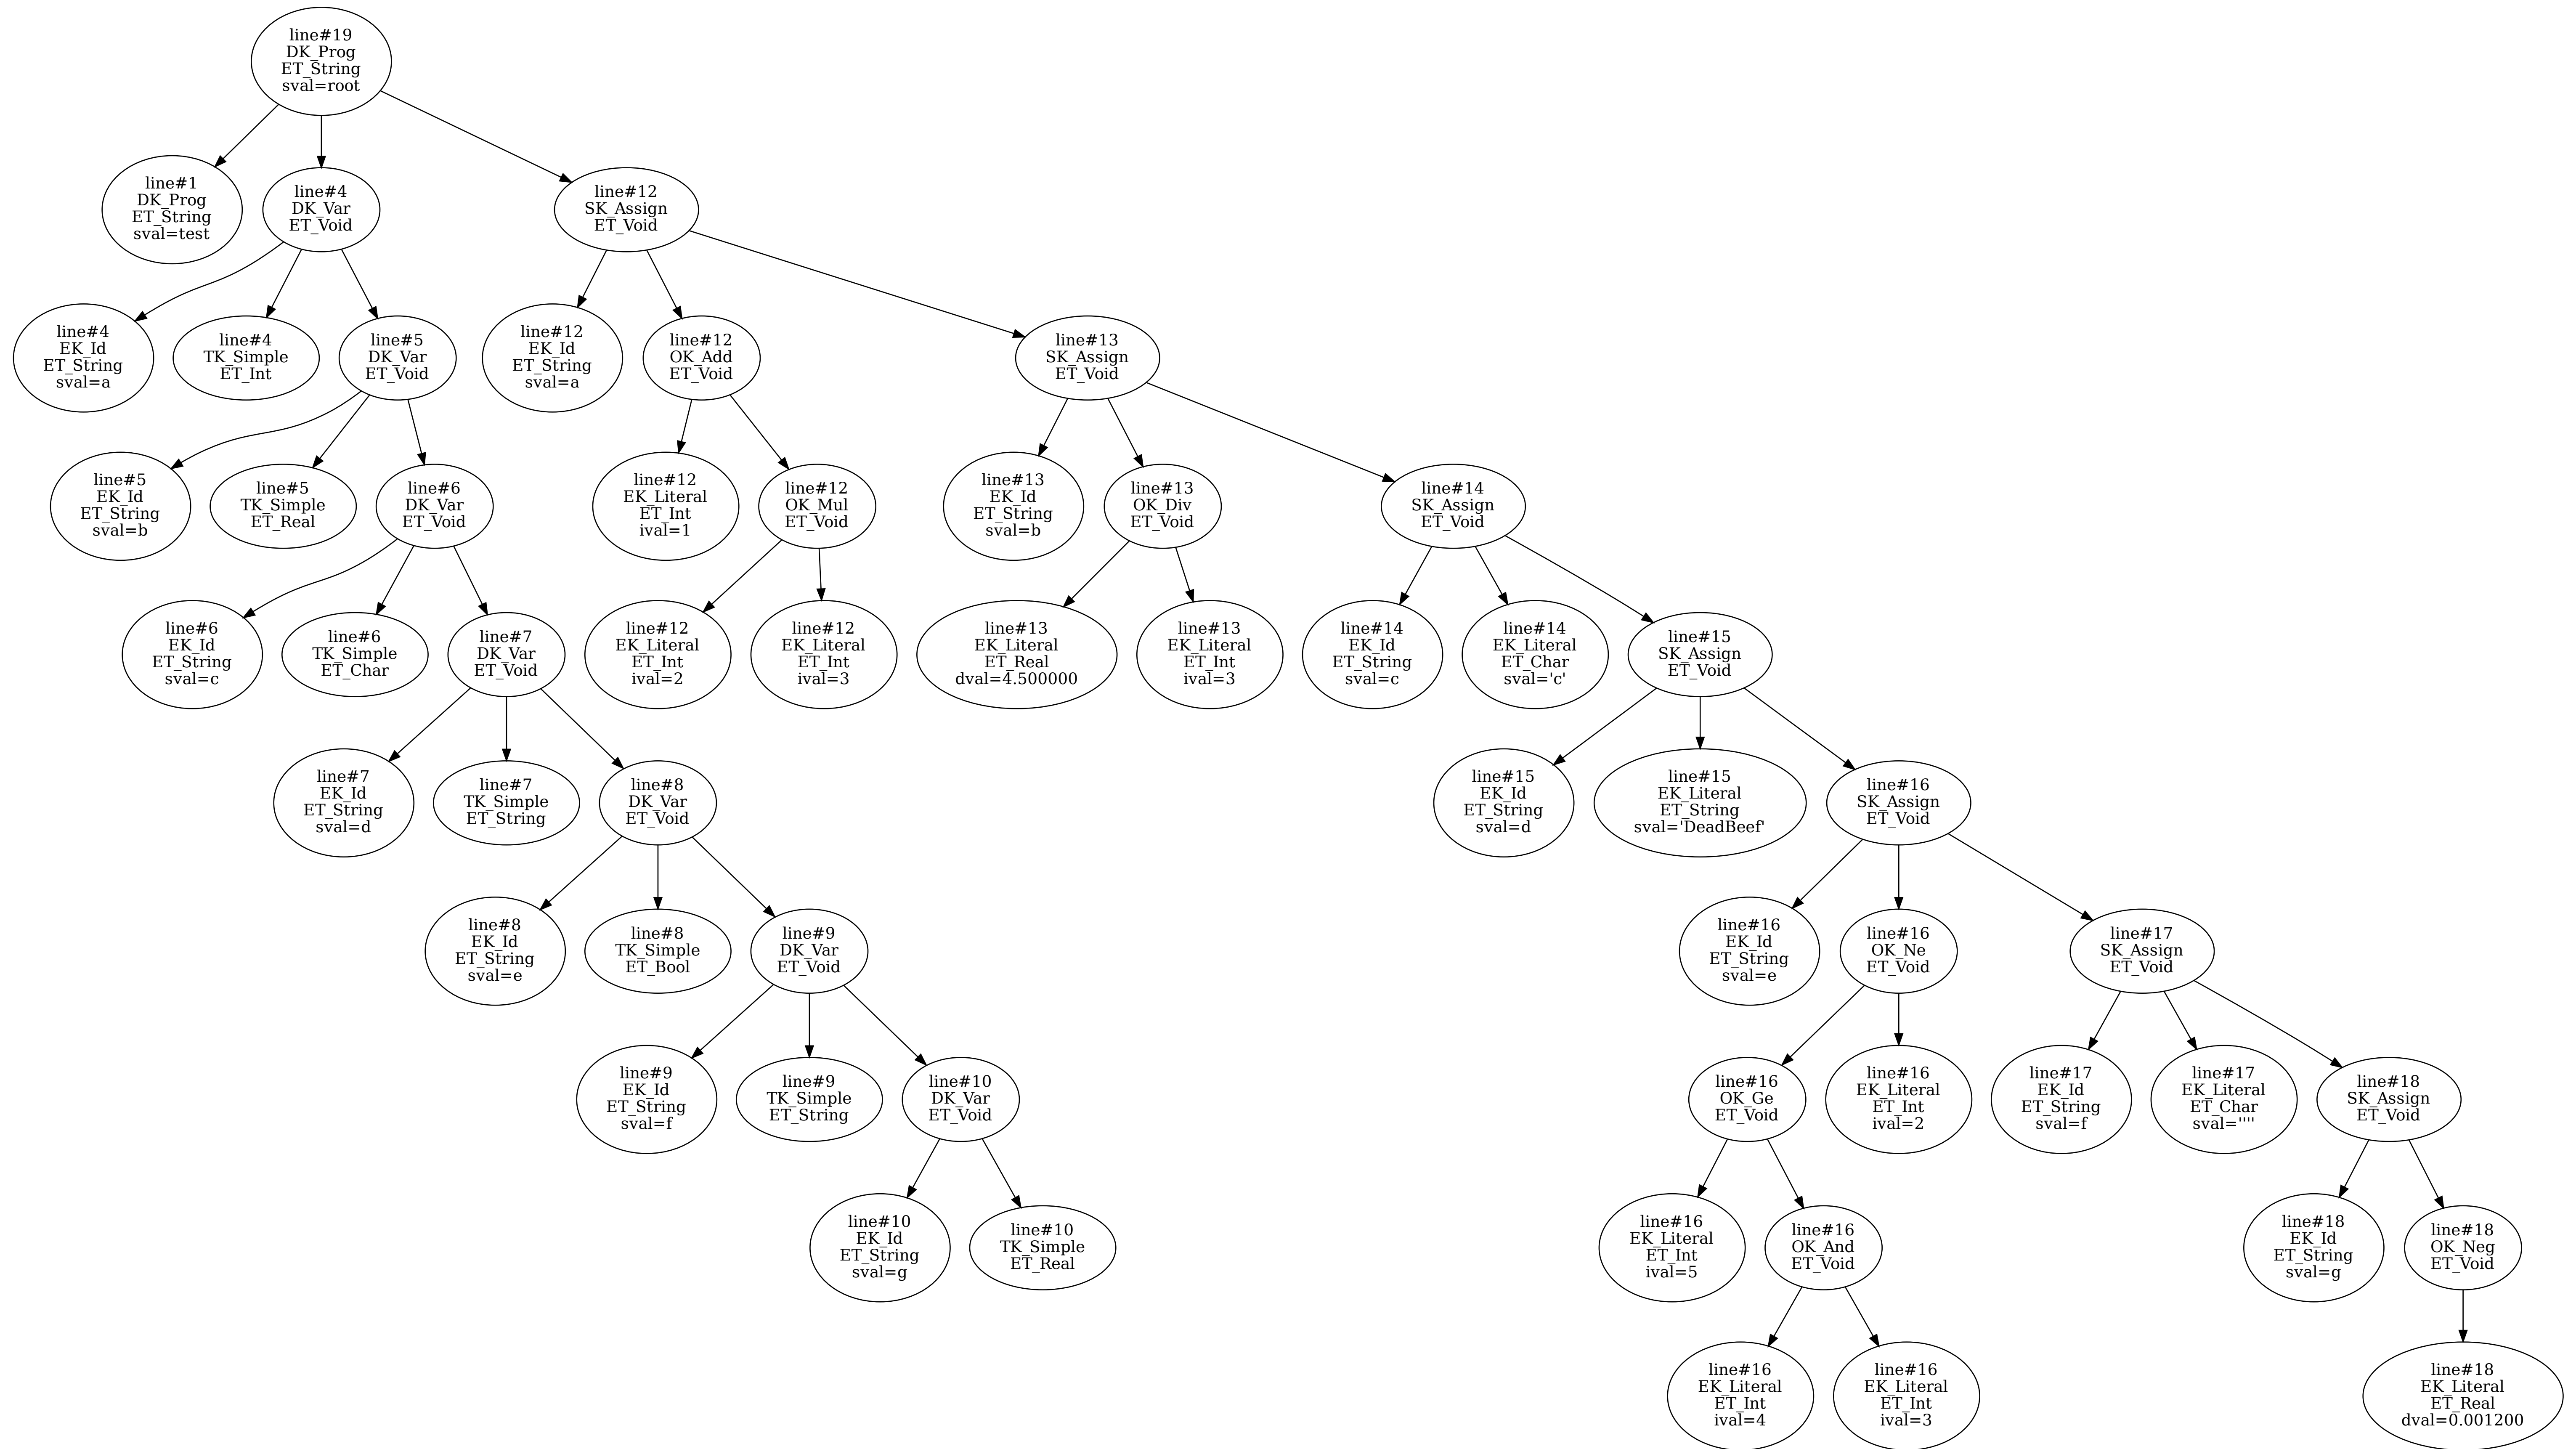 line#19
DK_Prog
ET_String
sval=root
line#1
DK_Prog
ET_String
sval=test
line#4
DK_Var
ET_Void
line#12
SK_Assign
ET_Void
line#4
EK_Id
ET_String
sval=a
line#4
TK_Simple
ET_Int
line#5
DK_Var
ET_Void
line#12
EK_Id
ET_String
sval=a
line#12
OK_Add
ET_Void
line#13
SK_Assign
ET_Void
line#5
EK_Id
ET_String
sval=b
line#5
TK_Simple
ET_Real
line#6
DK_Var
ET_Void
line#12
EK_Literal
ET_Int
ival=1
line#12
OK_Mul
ET_Void
line#13
EK_Id
ET_String
sval=b
line#13
OK_Div
ET_Void
line#14
SK_Assign
ET_Void
line#6
EK_Id
ET_String
sval=c
line#6
TK_Simple
ET_Char
line#7
DK_Var
ET_Void
line#12
EK_Literal
ET_Int
ival=2
line#12
EK_Literal
ET_Int
ival=3
line#13
EK_Literal
ET_Real
dval=4.500000
line#13
EK_Literal
ET_Int
ival=3
line#14
EK_Id
ET_String
sval=c
line#14
EK_Literal
ET_Char
sval='c'
line#15
SK_Assign
ET_Void
line#7
EK_Id
ET_String
sval=d
line#7
TK_Simple
ET_String
line#8
DK_Var
ET_Void
line#15
EK_Id
ET_String
sval=d
line#15
EK_Literal
ET_String
sval='DeadBeef'
line#16
SK_Assign
ET_Void
line#8
EK_Id
ET_String
sval=e
line#8
TK_Simple
ET_Bool
line#9
DK_Var
ET_Void
line#16
EK_Id
ET_String
sval=e
line#16
OK_Ne
ET_Void
line#17
SK_Assign
ET_Void
line#9
EK_Id
ET_String
sval=f
line#9
TK_Simple
ET_String
line#10
DK_Var
ET_Void
line#16
OK_Ge
ET_Void
line#16
EK_Literal
ET_Int
ival=2
line#17
EK_Id
ET_String
sval=f
line#17
EK_Literal
ET_Char
sval=''''
line#18
SK_Assign
ET_Void
line#10
EK_Id
ET_String
sval=g
line#10
TK_Simple
ET_Real
line#16
EK_Literal
ET_Int
ival=5
line#16
OK_And
ET_Void
line#18
EK_Id
ET_String
sval=g
line#18
OK_Neg
ET_Void
line#16
EK_Literal
ET_Int
ival=4
line#16
EK_Literal
ET_Int
ival=3
line#18
EK_Literal
ET_Real
dval=0.001200